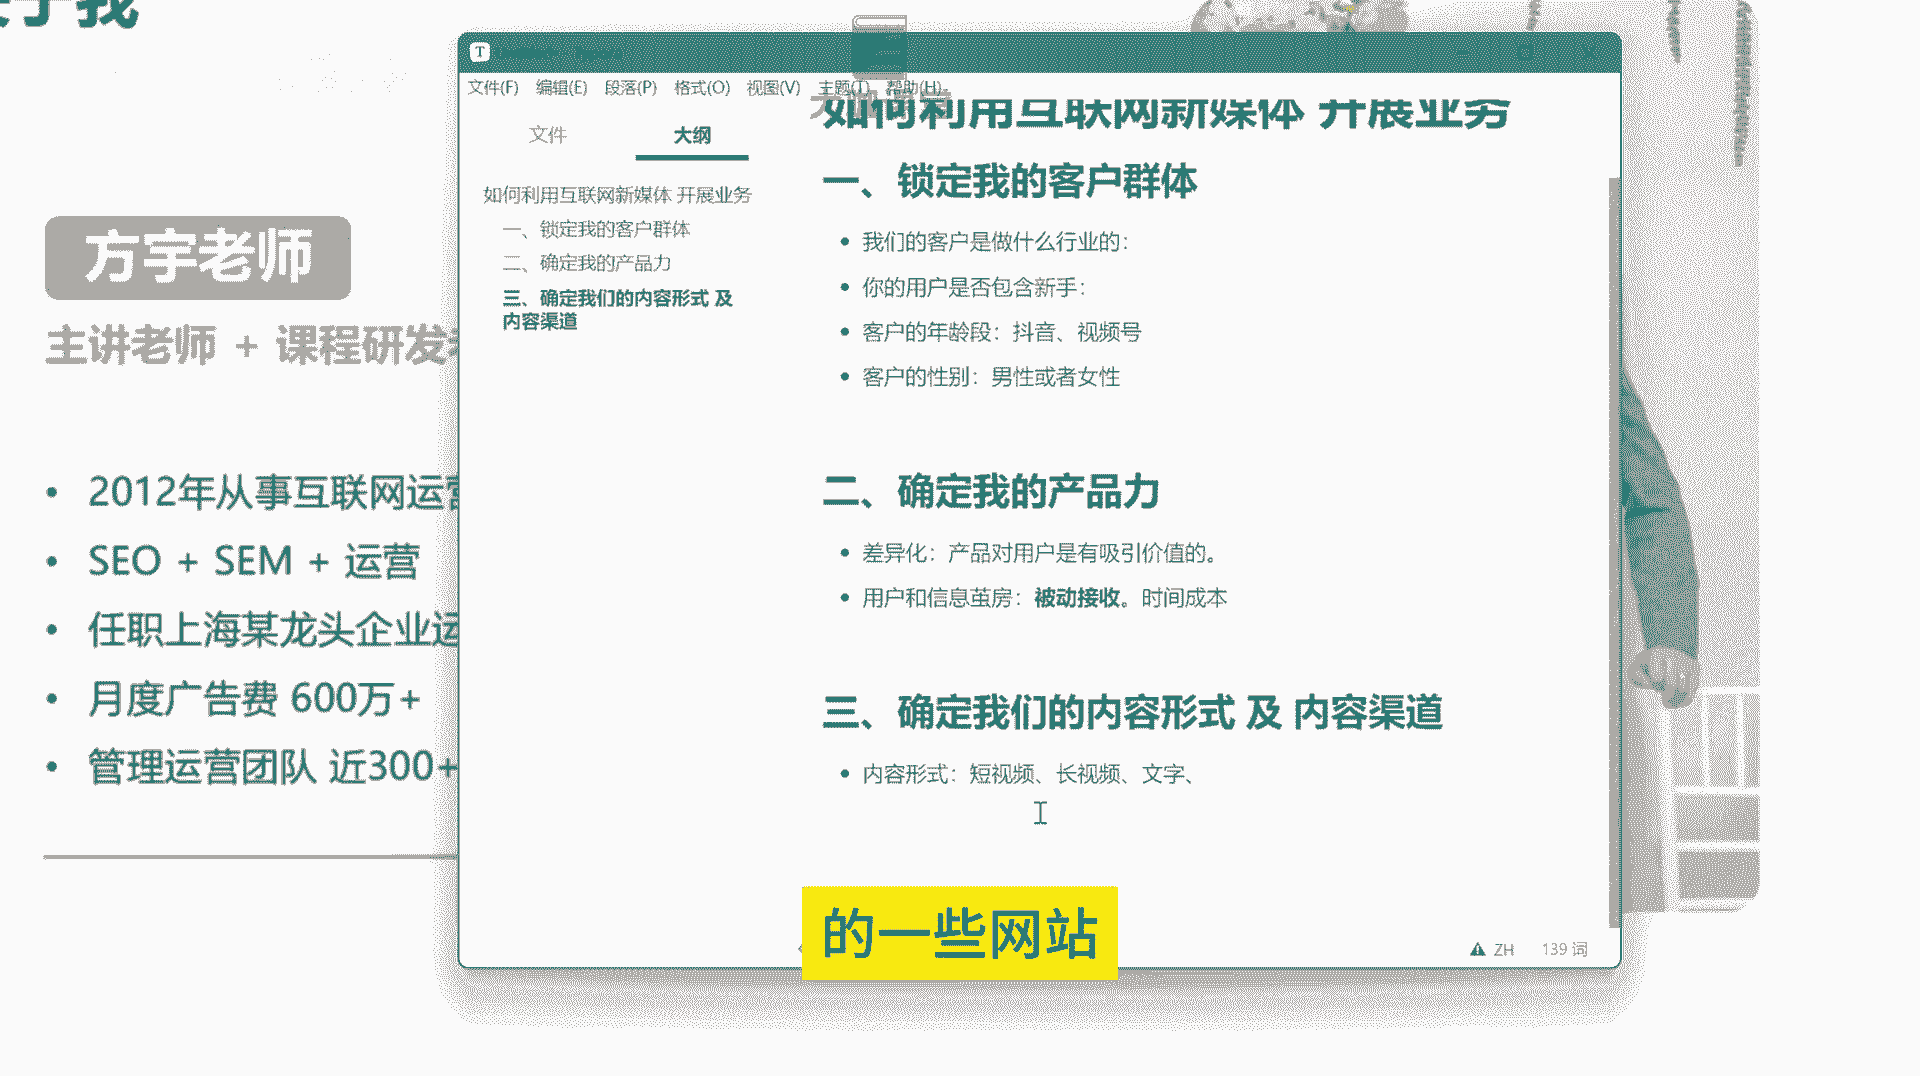 于我
方宇老师
主讲老师 + 课程研发
2012年从事互联网运营
SEO + SEM + 运营
任职上海某龙头企业运
月度广告费 600万+
管理运营团队 近300+
T
文件(F) 编辑(E) 段落(P) 格式(O) 视图(V) 主题(T) 帮助(H)
文件 大纲
如何利用互联网新媒体 开展业务
一、锁定我的客户群体
二、确定我的产品力
三、确定我们的内容形式 及
内容渠道
如何利用互联网新媒体 开展业务
一、锁定我的客户群体
我们的客户是做什么行业的：
你的用户是否包含新手：
客户的年龄段：抖音、视频号
客户的性别：男性或者女性
二、确定我的产品力
差异化：产品对用户是有吸引价值的。
用户和信息茧房：被动接收。时间成本
三、确定我们的内容形式 及 内容渠道
内容形式：短视频、长视频、文字、
的一些网站
ZH 139 词